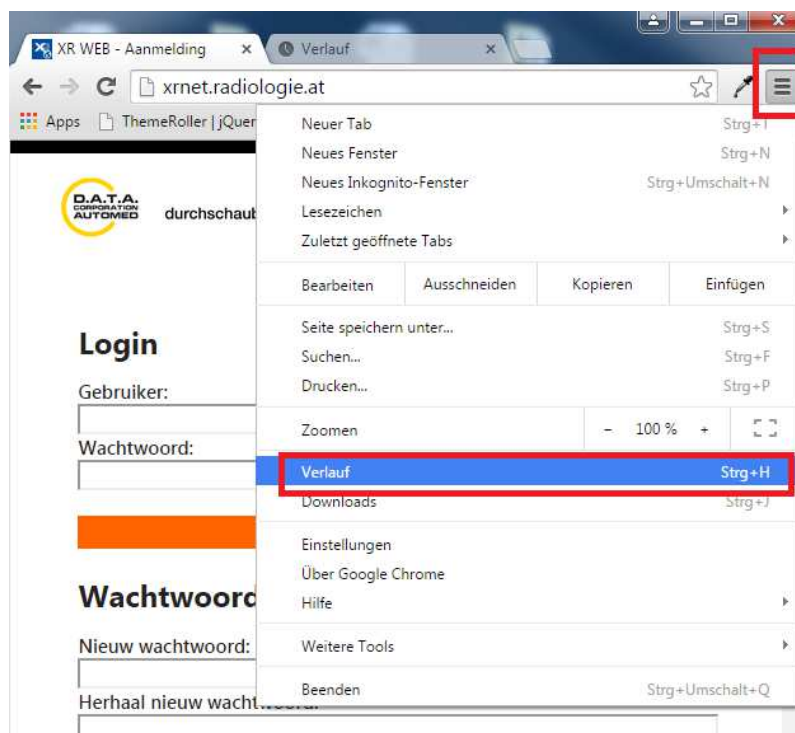 XR WEB - Aanmelding
Verlauf
xrnet.radiologie.at
Apps ThemeRoller | jQuer
D.A.T.A.
CORPORATION
AUTOMED
durchschaub
Login
Gebruiker:
Wachtwoord:
Wachtwoord
Nieuw wachtwoord:
Herhaal nieuw
Neuer Tab Strg+T
Neues Fenster Strg+N
Neues Inkognito-Fenster Strg+Umschalt+N
Lesezeichen
Zuletzt geöffnete Tabs
Bearbeiten Ausschneiden Kopieren Einfügen
Seite speichern unter... Strg+S
Suchen... Strg+F
Drucken... Strg+P
Zoomen - 100 % +
Verlauf Strg+H
Downloads Strg+J
Einstellungen
Über Google Chrome
Hilfe
Weitere Tools
Beenden Strg+Umschalt+Q